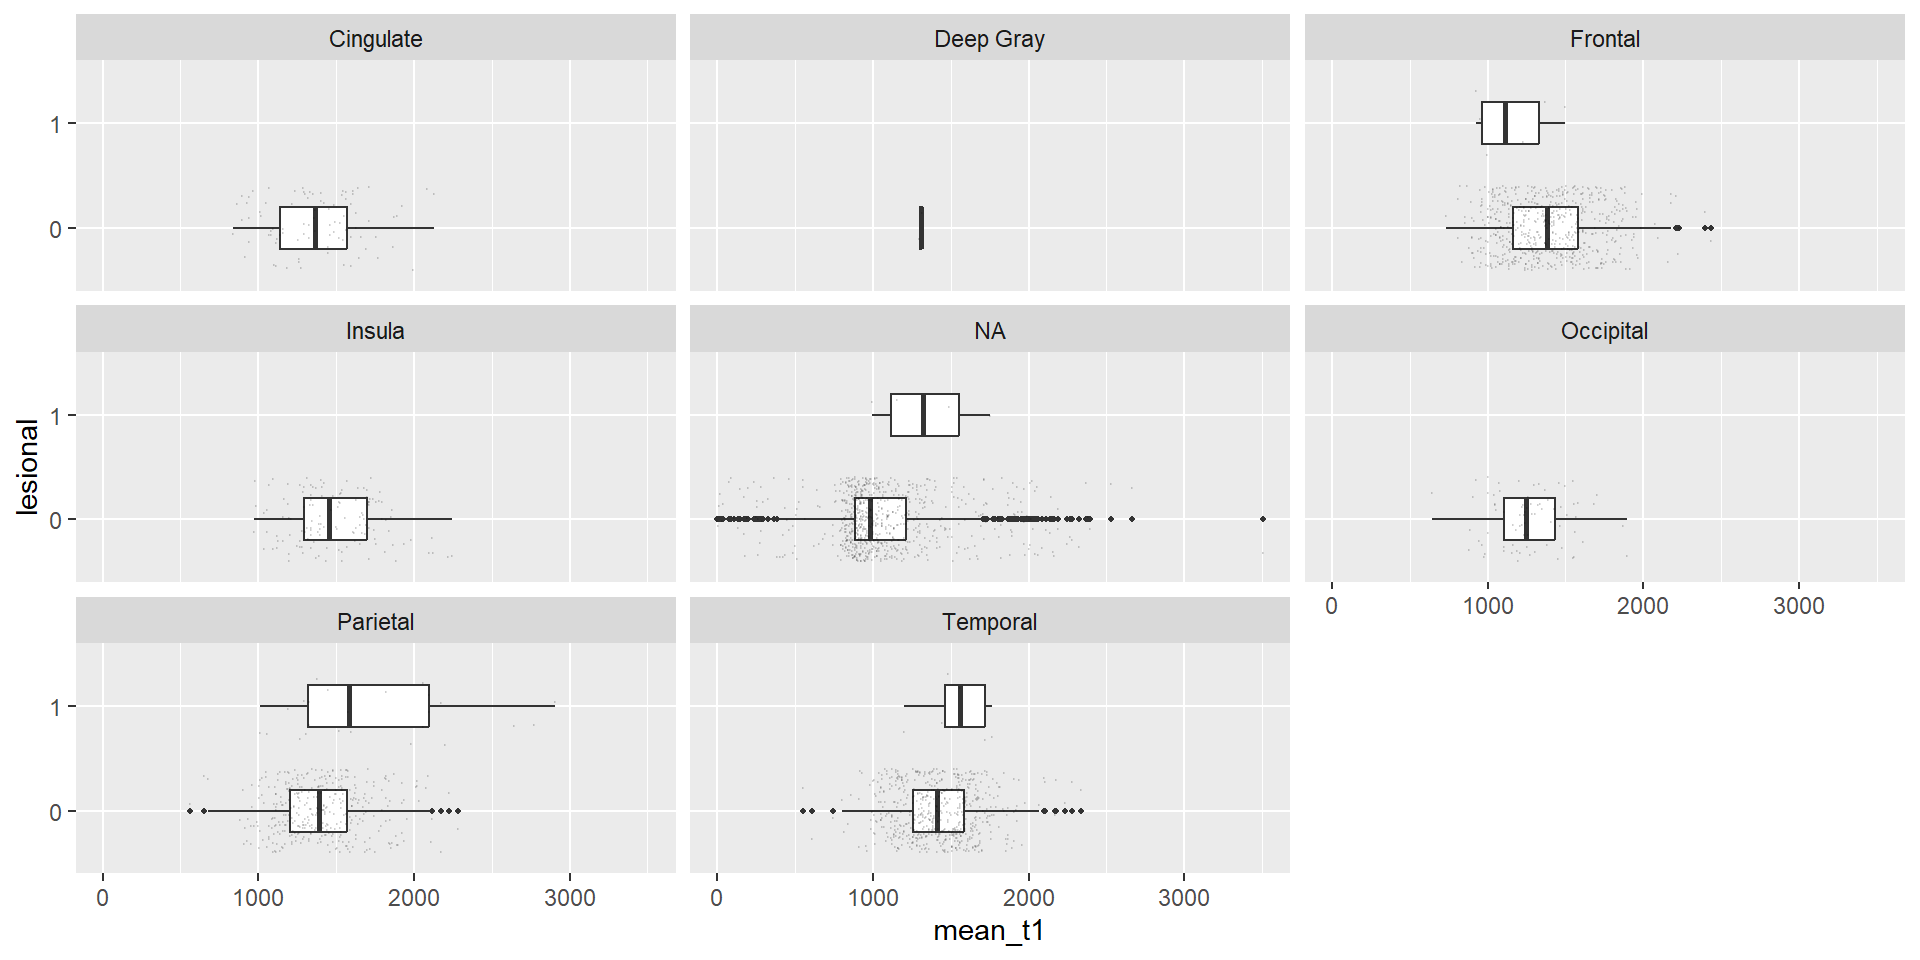 Cingulate
Deep Gray
Frontal
1
0
Insula
NA
Occipital
lesional
1
0
0
1000
2000
3000
Parietal
Temporal
1
0
0
1000
2000
3000
0
1000
2000
3000
mean_t1